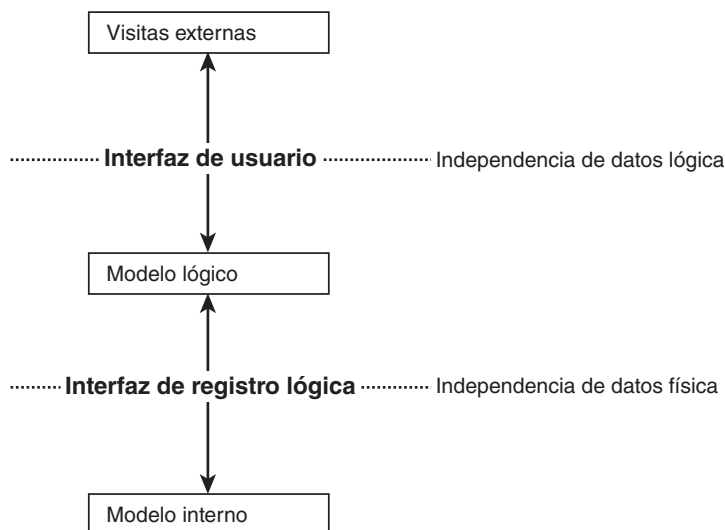 Visitas externas
Interfaz de usuario Independencia de datos lógica
Modelo lógico
Interfaz de registro lógica Independencia de datos física
Modelo interno